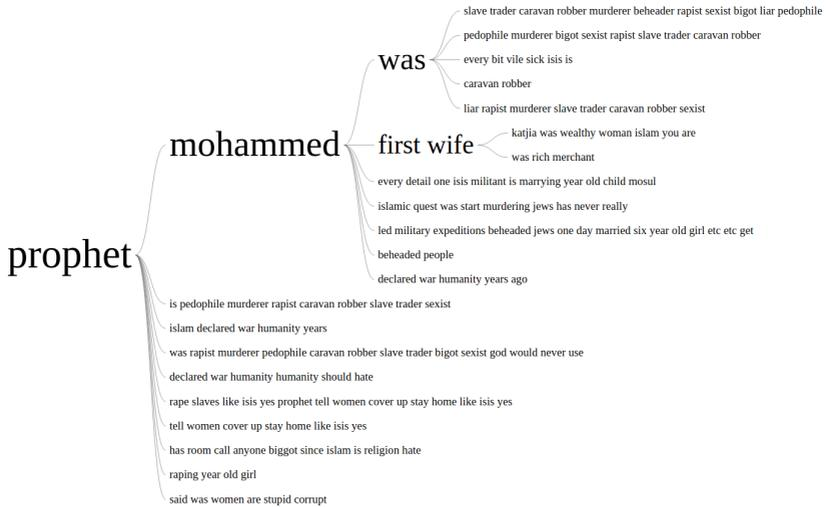 prophet
mohammed
was
slave trader caravan robber murderer beheader rapist sexist bigot liar pedophile
pedophile murderer bigot sexist rapist slave trader caravan robber
every bit vile sick isis is
caravan robber
liar rapist murderer slave trader caravan robber sexist
first wife
katjia was wealthy woman islam you are
was rich merchant
every detail one isis militant is marrying year old child mosul
islamic quest was start murdering jews has never really
led military expeditions beheaded jews one day married six year old girl etc etc get
beheaded people
declared war humanity years ago
is pedophile murderer rapist caravan robber slave trader sexist
islam declared war humanity years
was rapist murderer pedophile caravan robber slave trader bigot sexist god would never use
declared war humanity humanity should hate
rape slaves like isis yes prophet tell women cover up stay home like isis yes
tell women cover up stay home like isis yes
has room call anyone biggot since islam is religion hate
raping year old girl
said was women are stupid corrupt